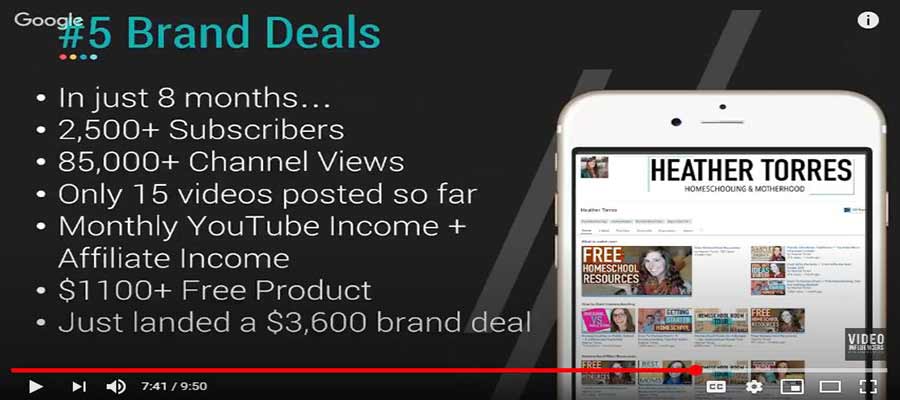 Google
#5 Brand Deals
• In just 8 months…
• 2,500+ Subscribers
• 85,000+ Channel Views
• Only 15 videos posted so far
• Monthly YouTube Income +
Affiliate Income
• $1100+ Free Product
• Just landed a $3,600 brand deal
HEATHER TORRES
HOMESCHOOLING & MOTHERHOOD
Heather Torres
FREE
HOMESCHOOL
RESOURCES
GETTING
STARTED
HOMESCHOOL
HOMESCHOOL ROOM
FREE
HOMESCHOOL
RESOURCES
FREE
RESOURCES
VIDEO
INFLUENCERS
7:41 / 9:50
CC